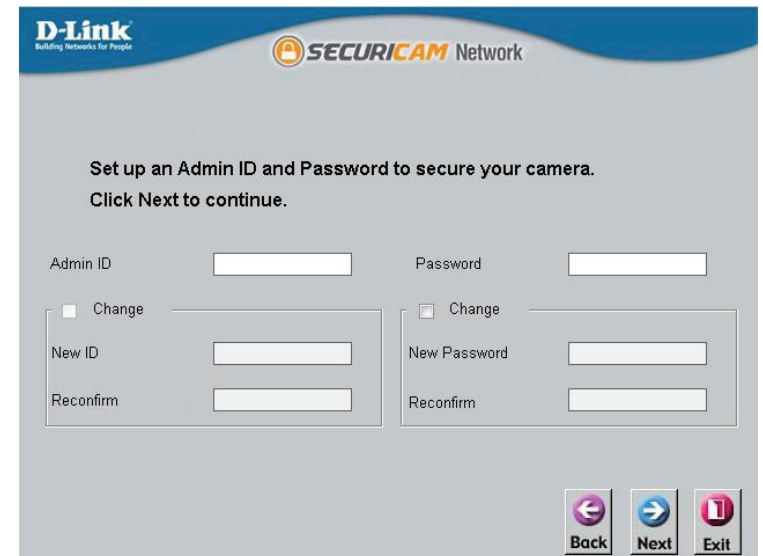 D-Link
Building Networks for People
SECURICAM Network
Set up an Admin ID and Password to secure your camera.
Click Next to continue.
Admin ID
Password
Change
Change
New ID
New Password
Reconfirm
Reconfirm
Back
Next
Exit